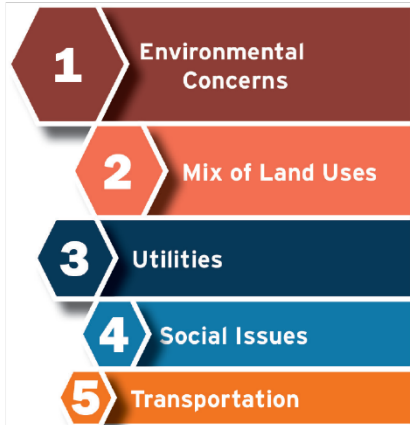 1
Environmental
Concerns
2
Mix of Land Uses
3
Utilities
4
Social Issues
5
Transportation